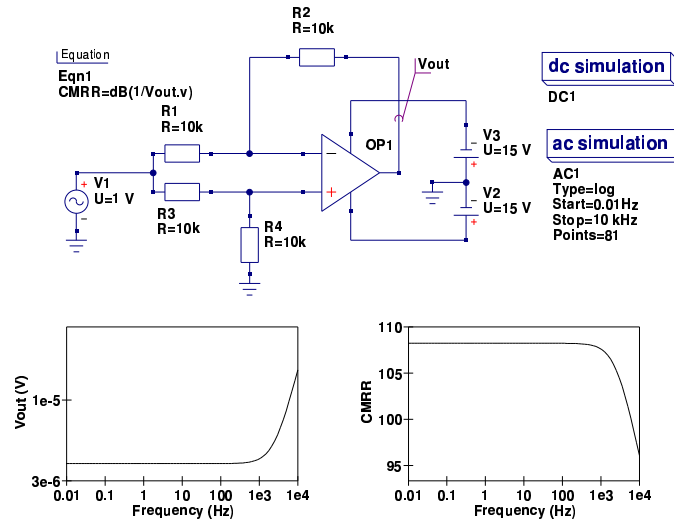 R2
R=10k
Equation
Eqn1
CMRR=dB(1/Vout.v)
Vout
dc simulation
DC1
R1
R=10k
OP1
V3
U=15 V
ac simulation
AC1
Type=log
Start=0.01Hz
Stop=10 kHz
Points=81
V1
U=1 V
R3
R=10k
R4
R=10k
V2
U=15 V
Vout (V)
1e-5
3e-6
0.01 0.1 1 10 100 1e3 1e4
Frequency (Hz)
CMRR
110
105
100
95
0.01 0.1 1 10 100 1e3 1e4
Frequency (Hz)